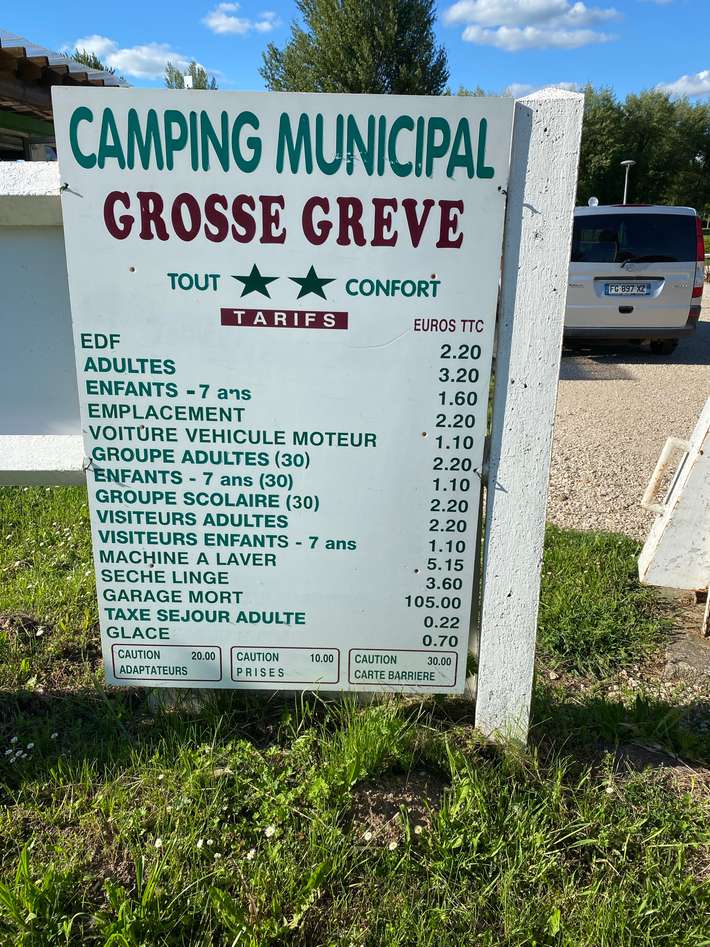 CAMPING MUNICIPAL
GROSSE GREVE
TOUT ★ ★ CONFORT
TARIFS
EUROS TTC
EDF 2.20
ADULTES 3.20
ENFANTS - 7 ans 1.60
EMPLACEMENT 2.20
VOITURE VEHICULE MOTEUR 1.10
GROUPE ADULTES (30) 2.20
ENFANTS - 7 ans (30) 1.10
GROUPE SCOLAIRE (30) 2.20
VISITEURS ADULTES 2.20
VISITEURS ENFANTS - 7 ans 1.10
MACHINE A LAVER 5.15
SECHE LINGE 3.60
GARAGE MORT 105.00
TAXE SEJOUR ADULTE 0.22
GLACE 0.70
CAUTION 20.00
ADAPTATEURS
CAUTION 10.00
PRISES
CAUTION 30.00
CARTE BARRIERE
FG 897 XZ